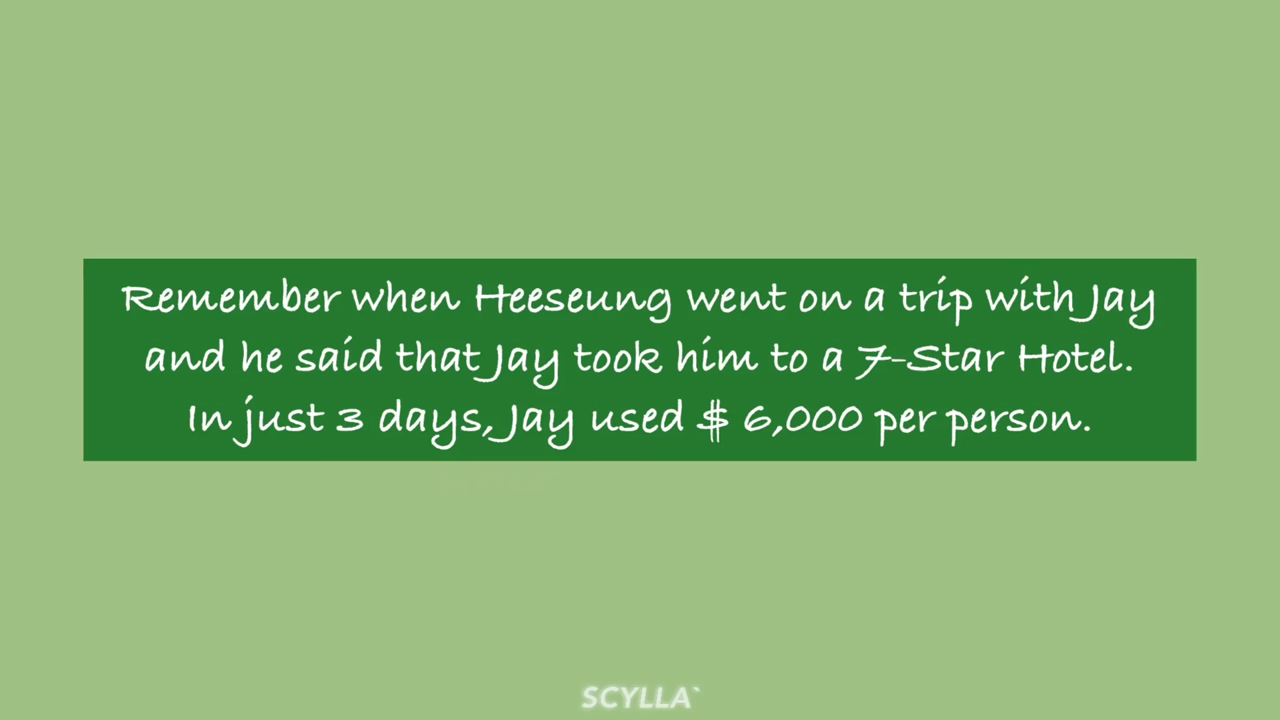 Remember when Heeseung went on a trip with Jay
and he said that Jay took him to a 7-Star Hotel.
In just 3 days, Jay used $ 6,000 per person.
SCYLLA`